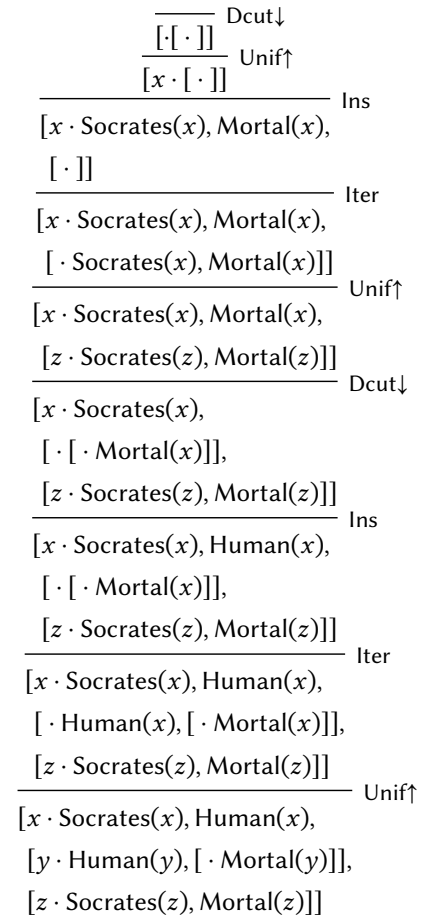 Dcut↓
[·[ · ]]
Unif↑
[x · [ · ]]
Ins
[x · Socrates(x), Mortal(x),
[ · ]]
Iter
[x · Socrates(x), Mortal(x),
[ · Socrates(x), Mortal(x)]]
Unif↑
[x · Socrates(x), Mortal(x),
[z · Socrates(z), Mortal(z)]]
Dcut↓
[x · Socrates(x),
[ · [ · Mortal(x)]],
[z · Socrates(z), Mortal(z)]]
Ins
[x · Socrates(x), Human(x),
[ · [ · Mortal(x)]],
[z · Socrates(z), Mortal(z)]]
Iter
[x · Socrates(x), Human(x),
[ · Human(x), [ · Mortal(x)]],
[z · Socrates(z), Mortal(z)]]
Unif↑
[x · Socrates(x), Human(x),
[y · Human(y), [ · Mortal(y)]],
[z · Socrates(z), Mortal(z)]]